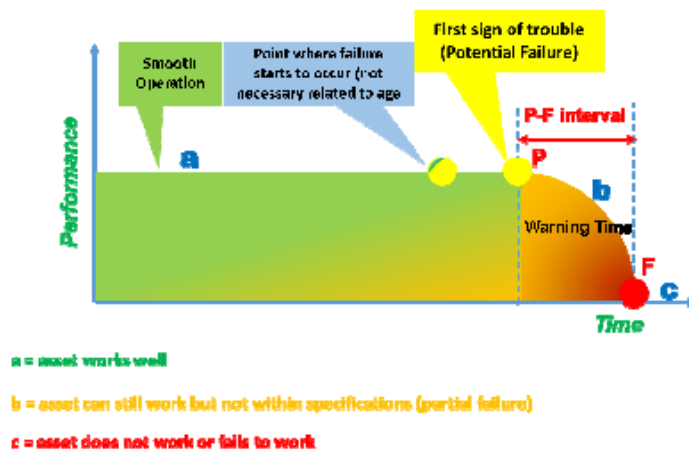 First sign of trouble
(Potential Failure)
Smooth
Operation
Point where failure
starts to occur (not
necessary related to age
P-F interval
Performance
a
P
b
Warning Time
F
c
Time
a = asset works well
b = asset can still work but not within specifications (partial failure)
c = asset does not work or fails to work